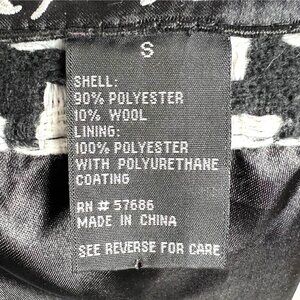 S
SHELL:
90% POLYESTER
10% WOOL
LINING:
100% POLYESTER
WITH POLYURETHANE
COATING
RN # 57686
MADE IN CHINA
SEE REVERSE FOR CARE